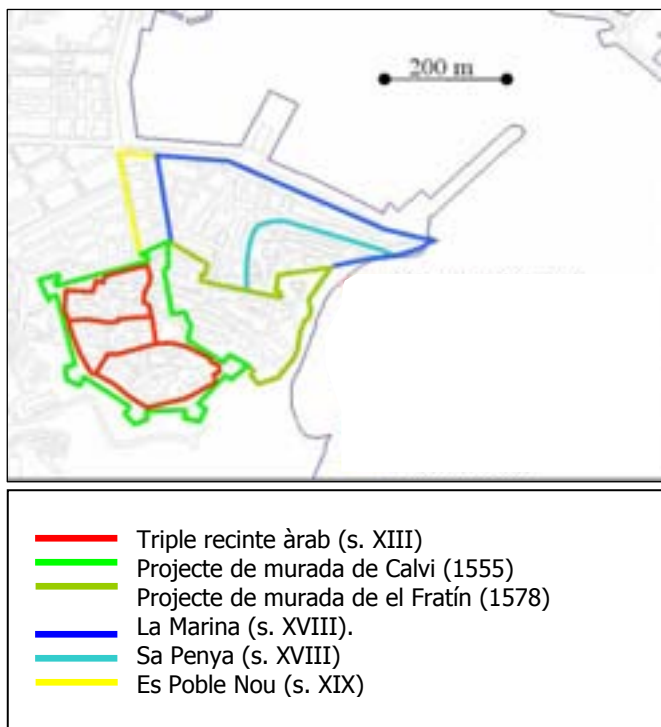 200 m
Triple recinte àrab (s. XIII)
Projecte de murada de Calvi (1555)
Projecte de murada de el Fratín (1578)
La Marina (s. XVIII).
Sa Penya (s. XVIII)
Es Poble Nou (s. XIX)